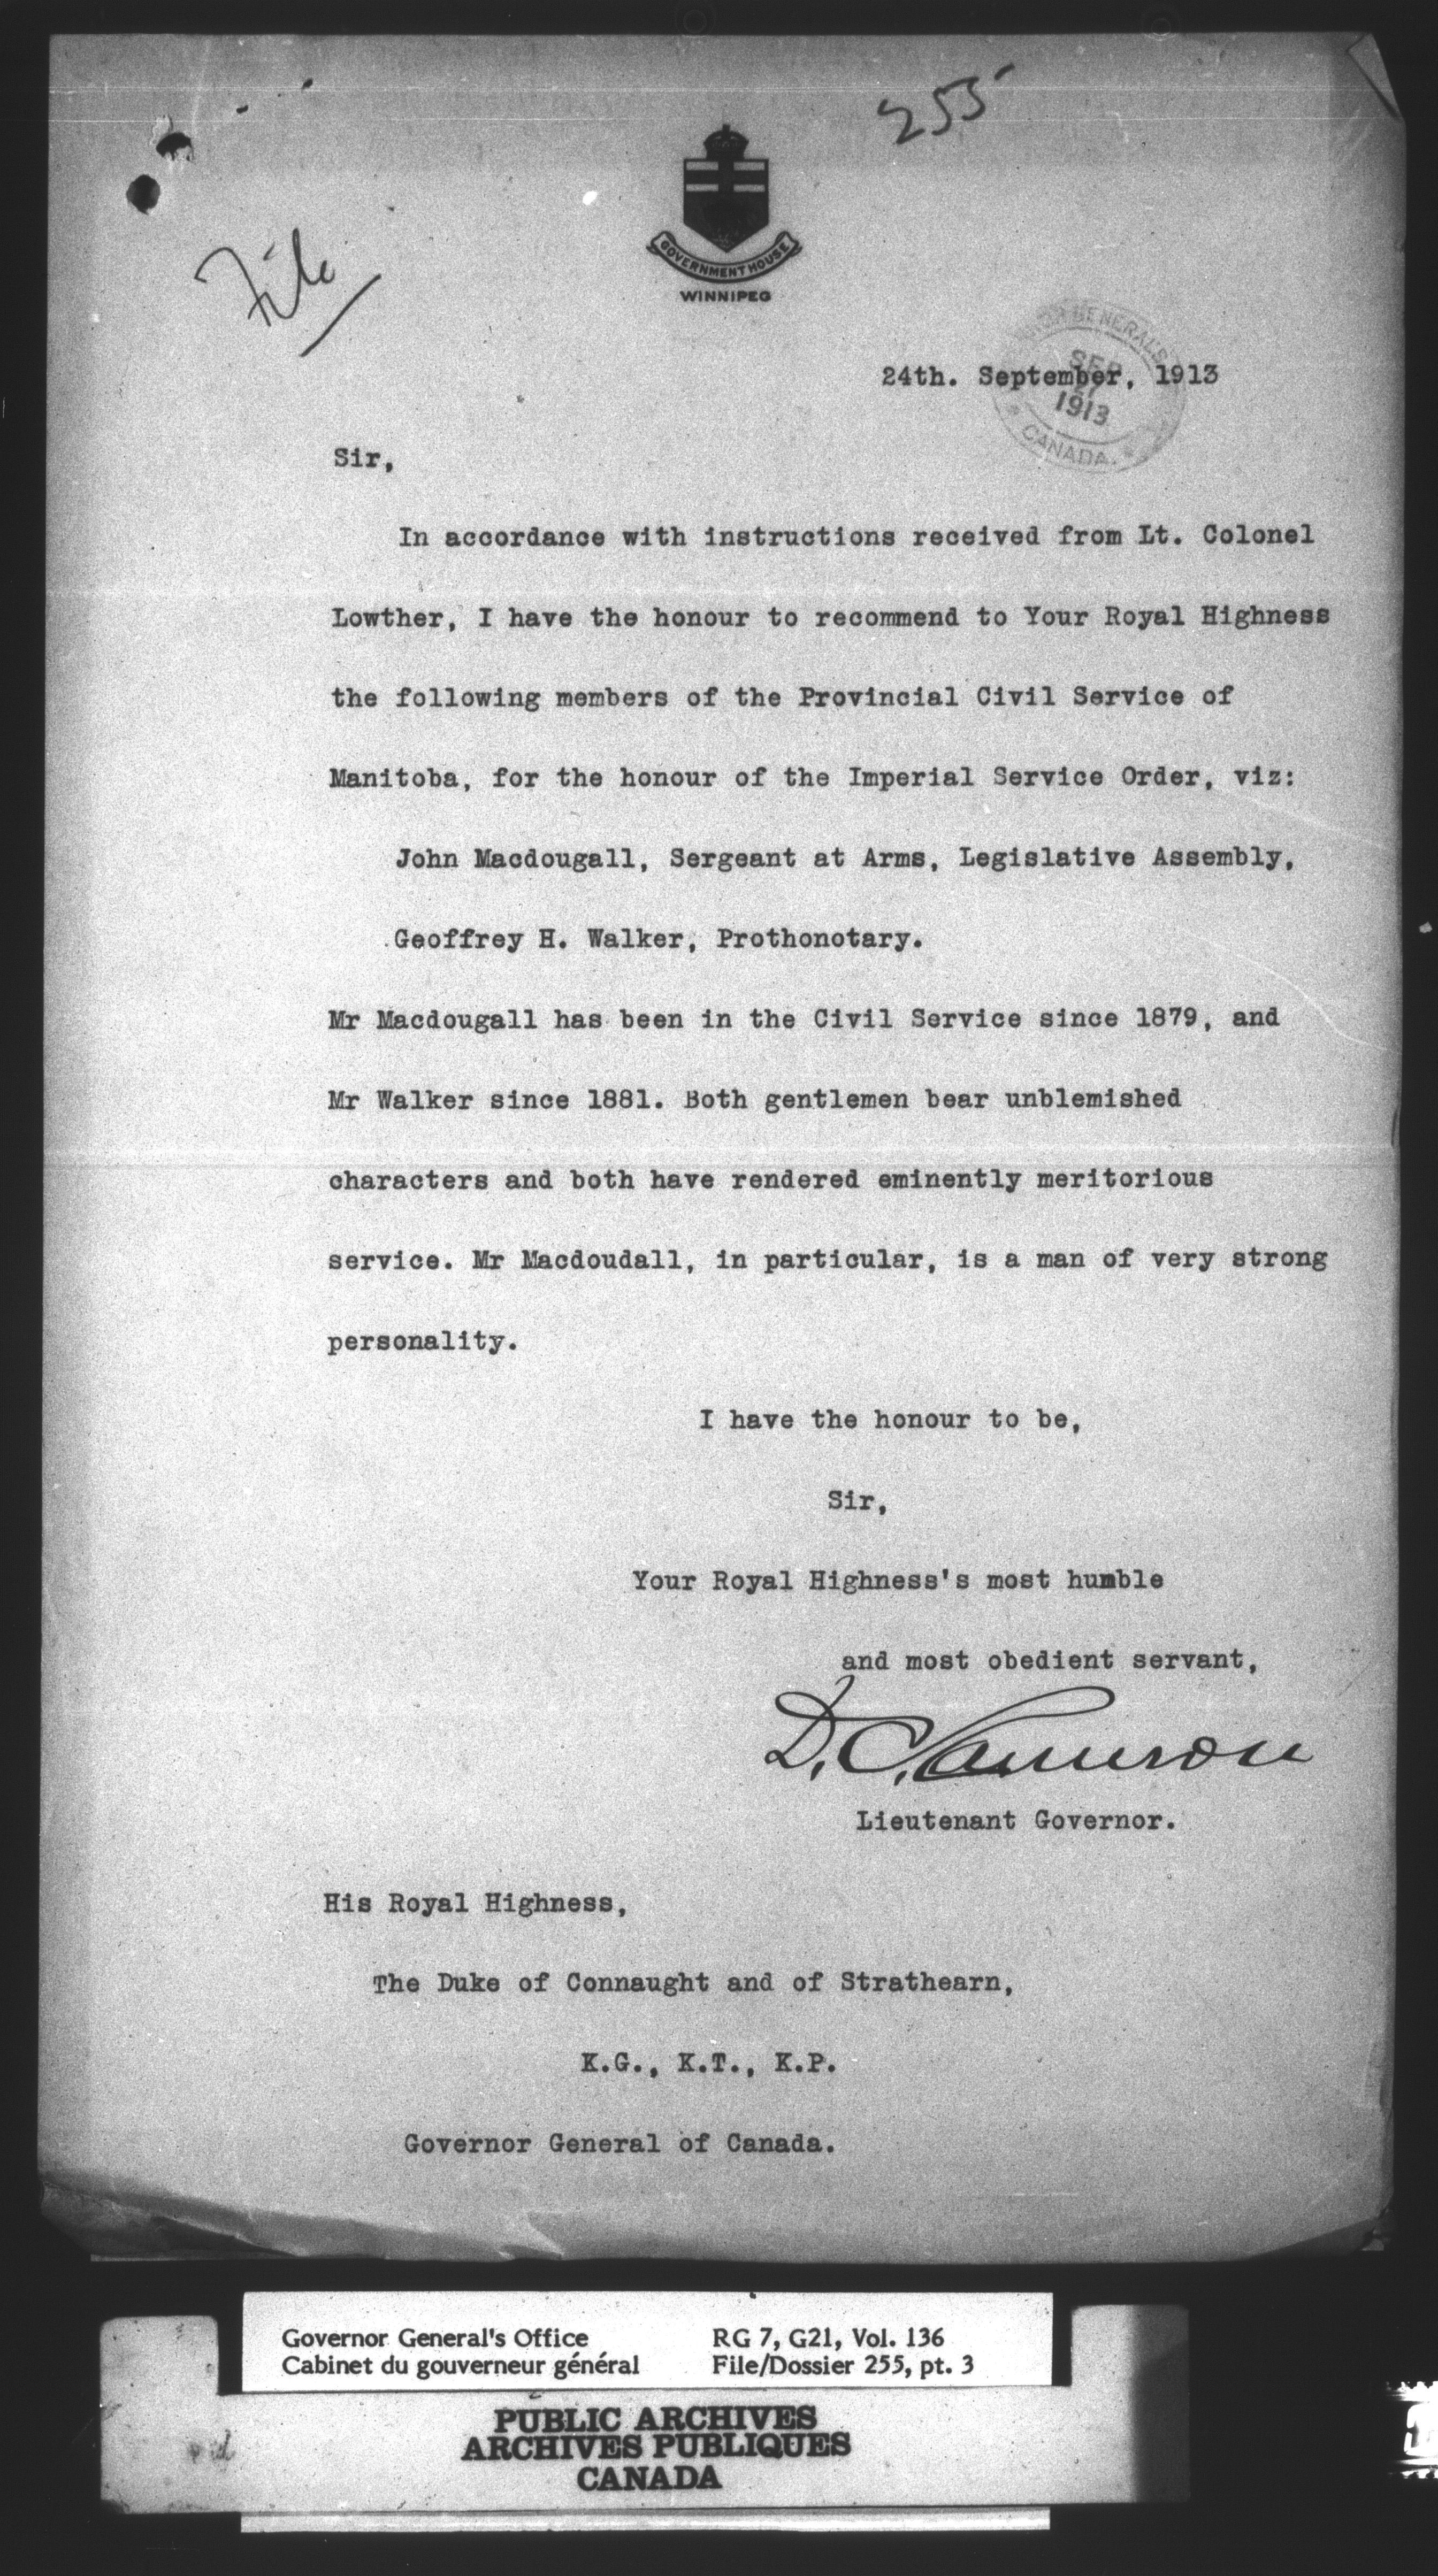 255
File
GOVERNMENT HOUSE
WINNIPEG
GENERAL'S
SEP
1913
CANADA.
24th. September, 1913
Sir,
In accordance with instructions received from Lt. Colonel
Lowther, I have the honour to recommend to Your Royal Highness
the following members of the Provincial Civil Service of
Manitoba, for the honour of the Imperial Service Order, viz:
John Macdougall, Sergeant at Arms, Legislative Assembly,
Geoffrey H. Walker, Prothonotary.
Mr Macdougall has been in the Civil Service since 1879, and
Mr Walker since 1881. Both gentlemen bear unblemished
characters and both have rendered eminently meritorious
service. Mr Macdoudall, in particular, is a man of very strong
personality.
I have the honour to be,
Sir,
Your Royal Highness's most humble
and most obedient servant,
D. C. Cameron
Lieutenant Governor.
His Royal Highness,
The Duke of Connaught and of Strathearn,
K.G., K.T., K.P.
Governor General of Canada.
Governor General's Office RG 7, G21, Vol. 136
Cabinet du gouverneur général File/Dossier 255, pt. 3
PUBLIC ARCHIVES
ARCHIVES PUBLIQUES
CANADA